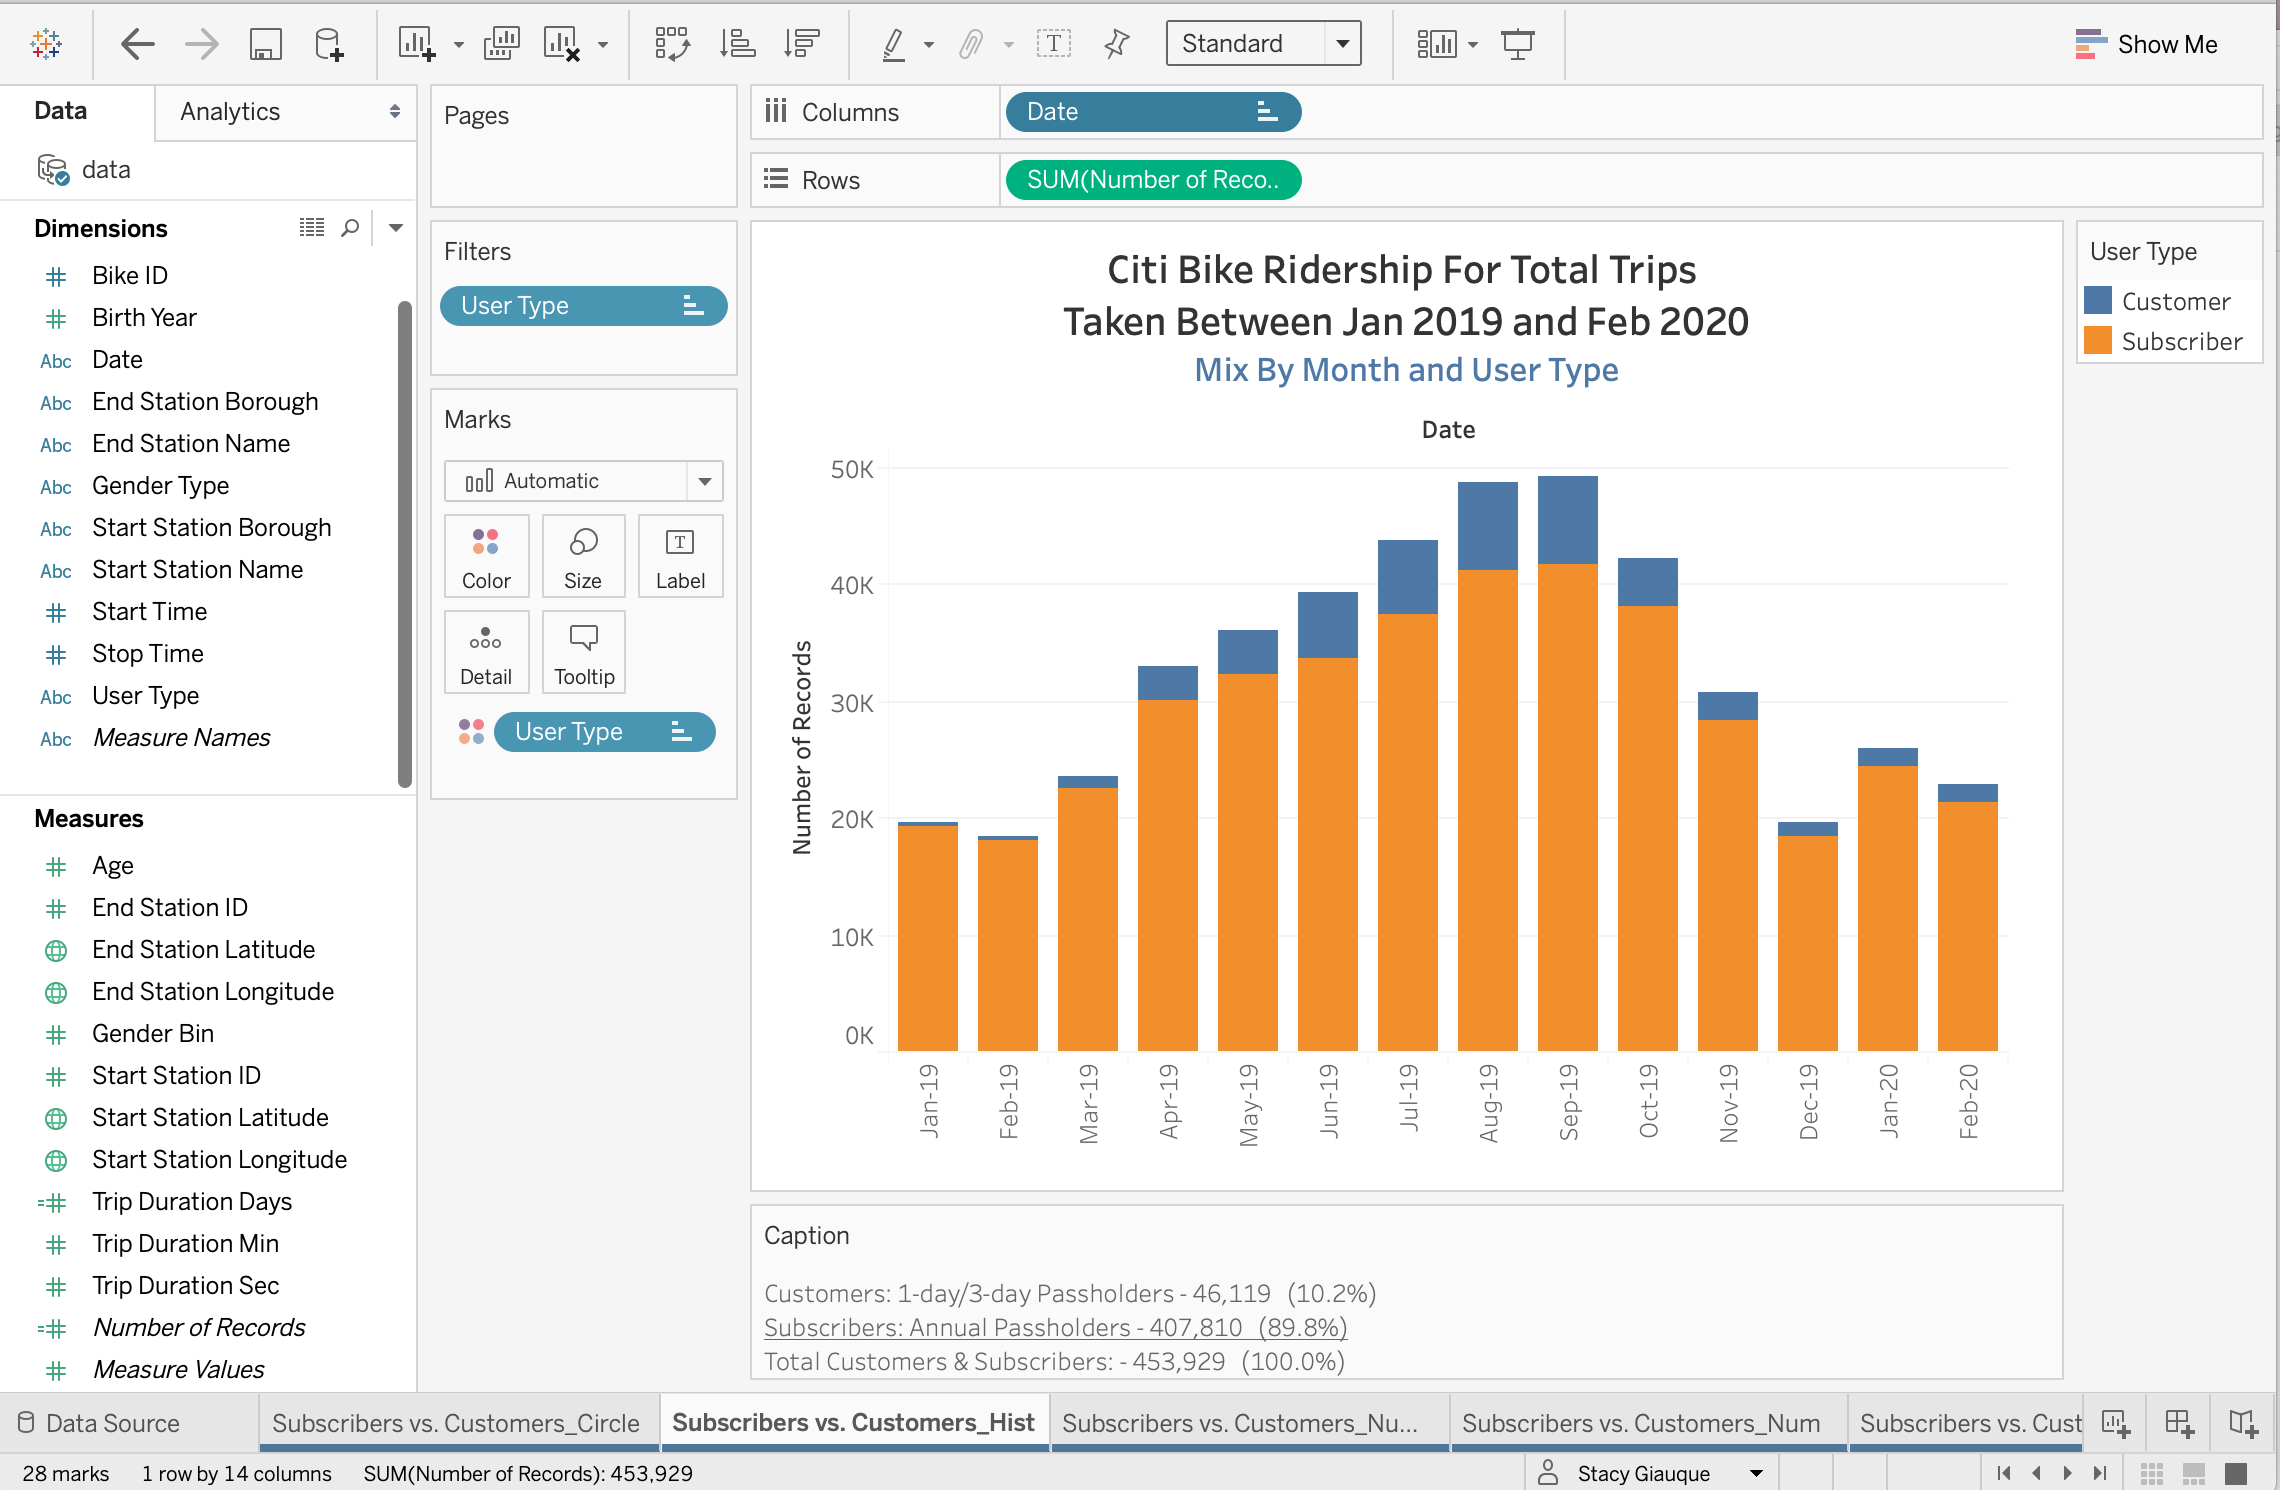 Standard
Show Me
Data
Analytics
data
Dimensions
# Bike ID
# Birth Year
Abc Date
Abc End Station Borough
Abc End Station Name
Abc Gender Type
Abc Start Station Borough
Abc Start Station Name
# Start Time
# Stop Time
Abc User Type
Abc Measure Names
Measures
# Age
# End Station ID
End Station Latitude
End Station Longitude
# Gender Bin
# Start Station ID
Start Station Latitude
Start Station Longitude
=# Trip Duration Days
# Trip Duration Min
# Trip Duration Sec
=# Number of Records
# Measure Values
Pages
Filters
User Type
Marks
Automatic
Color
Size
T
Label
Detail
Tooltip
User Type
Columns
Date
Rows
SUM(Number of Reco..
Citi Bike Ridership For Total Trips
Taken Between Jan 2019 and Feb 2020
Mix By Month and User Type
Date
Number of Records
50K
40K
30K
20K
10K
0K
Jan-19
Feb-19
Mar-19
Apr-19
May-19
Jun-19
Jul-19
Aug-19
Sep-19
Oct-19
Nov-19
Dec-19
Jan-20
Feb-20
User Type
Customer
Subscriber
Caption
Customers: 1-day/3-day Passholders - 46,119 (10.2%)
Subscribers: Annual Passholders - 407,810 (89.8%)
Total Customers & Subscribers: - 453,929 (100.0%)
Data Source
Subscribers vs. Customers_Circle
Subscribers vs. Customers_Hist
Subscribers vs. Customers_Nu...
Subscribers vs. Customers_Num
Subscribers vs. Cust
28 marks
1 row by 14 columns
SUM(Number of Records): 453,929
Stacy Giauque